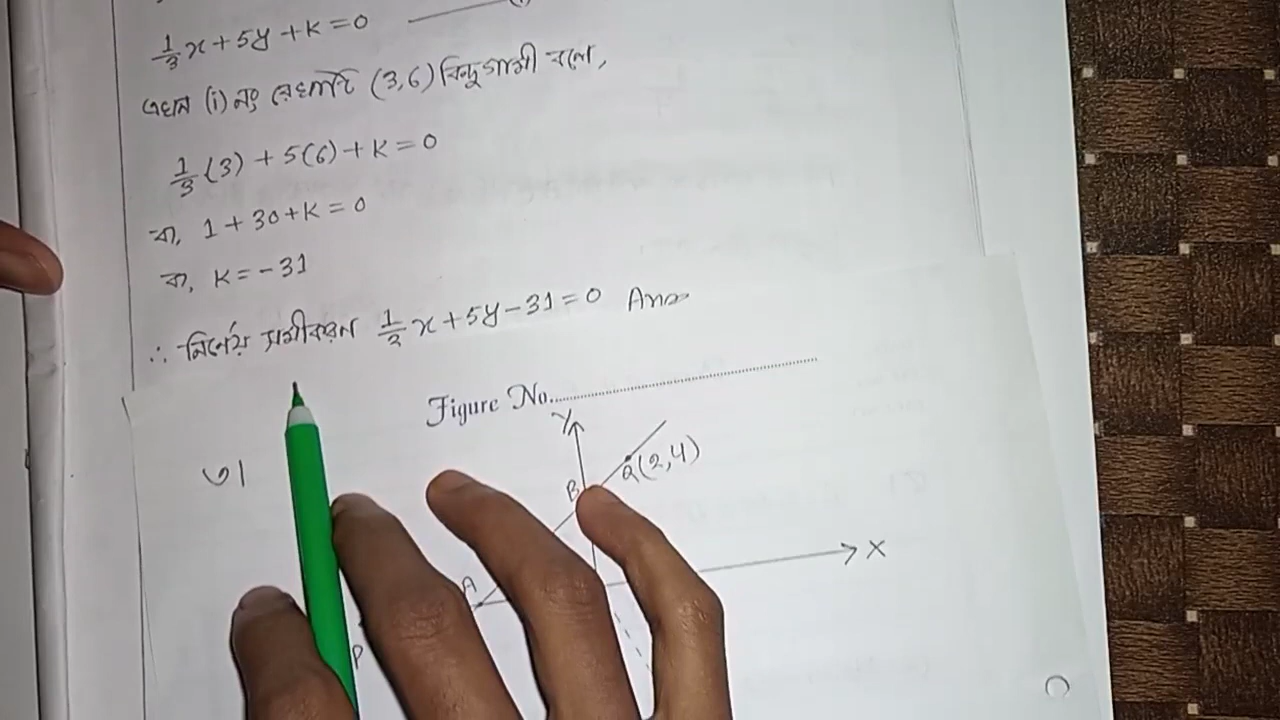 1/3 x + 5y + K = 0
এখন (i) নং রেখাটি (3,6) বিন্দুগামী বলে,
1/3 (3) + 5(6) + K = 0
বা, 1 + 30 + K = 0
বা, K = -31
∴ নির্ণেয় সমীকরণ 1/3 x + 5y - 31 = 0 Ans
Figure No.
৩।
Y
Q(2,4)
B
X
A
P